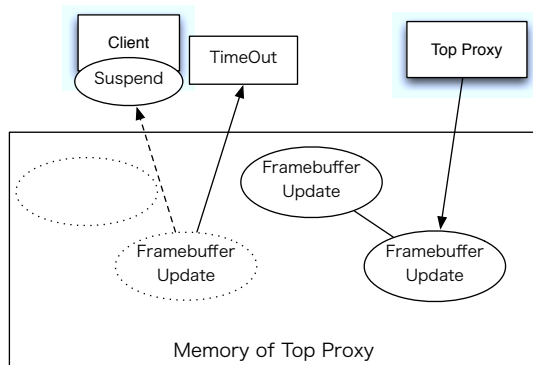 Client
Suspend
TimeOut
Top Proxy
Framebuffer
Update
Framebuffer
Update
Framebuffer
Update
Memory of Top Proxy